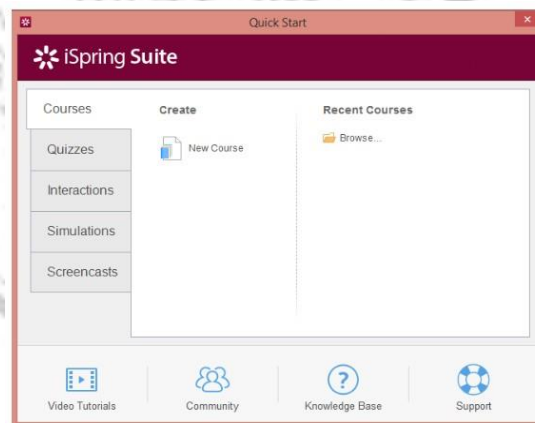 Quick Start
iSpring Suite
Courses
Quizzes
Interactions
Simulations
Screencasts
Create
New Course
Recent Courses
Browse...
Video Tutorials
Community
Knowledge Base
Support